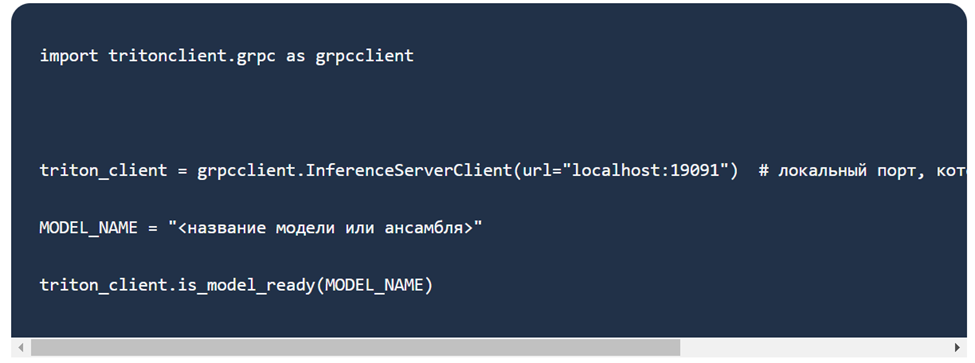 import tritonclient.grpc as grpcclient
triton_client = grpcclient.InferenceServerClient(url="localhost:19091")  # локальный порт,
MODEL_NAME = "<название модели или ансамбля>"
triton_client.is_model_ready(MODEL_NAME)